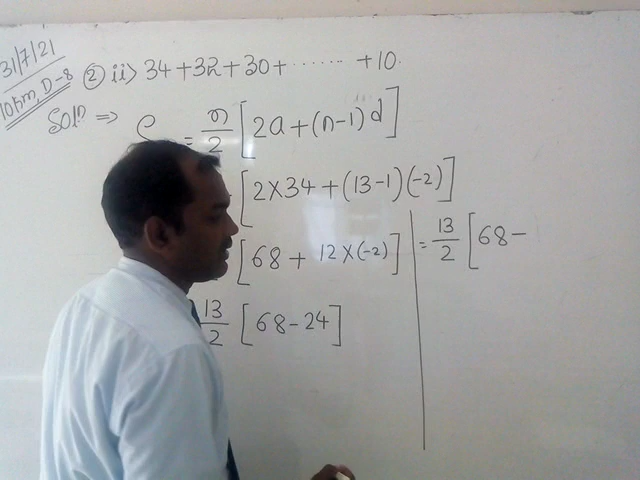 31/7/21
10hm, D-8
② ii> 34+32+30+ ...... +10.
Soln ⇒ S = n/2 [2a+(n-1)d]
[2×34+(13-1)(-2)]
[68+ 12×(-2)]
13/2 [68-24]
= 13/2 [68-